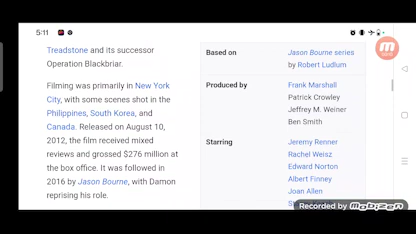 5:11
Treadstone and its successor
Operation Blackbriar.
Filming was primarily in New York
City, with some scenes shot in the
Philippines, South Korea, and
Canada. Released on August 10,
2012, the film received mixed
reviews and grossed $276 million at
the box office. It was followed in
2016 by Jason Bourne, with Damon
reprising his role.
Based on
Jason Bourne series
by Robert Ludlum
Produced by
Frank Marshall
Patrick Crowley
Jeffrey M. Weiner
Ben Smith
Starring
Jeremy Renner
Rachel Weisz
Edward Norton
Albert Finney
Joan Allen
Recorded by mobizen